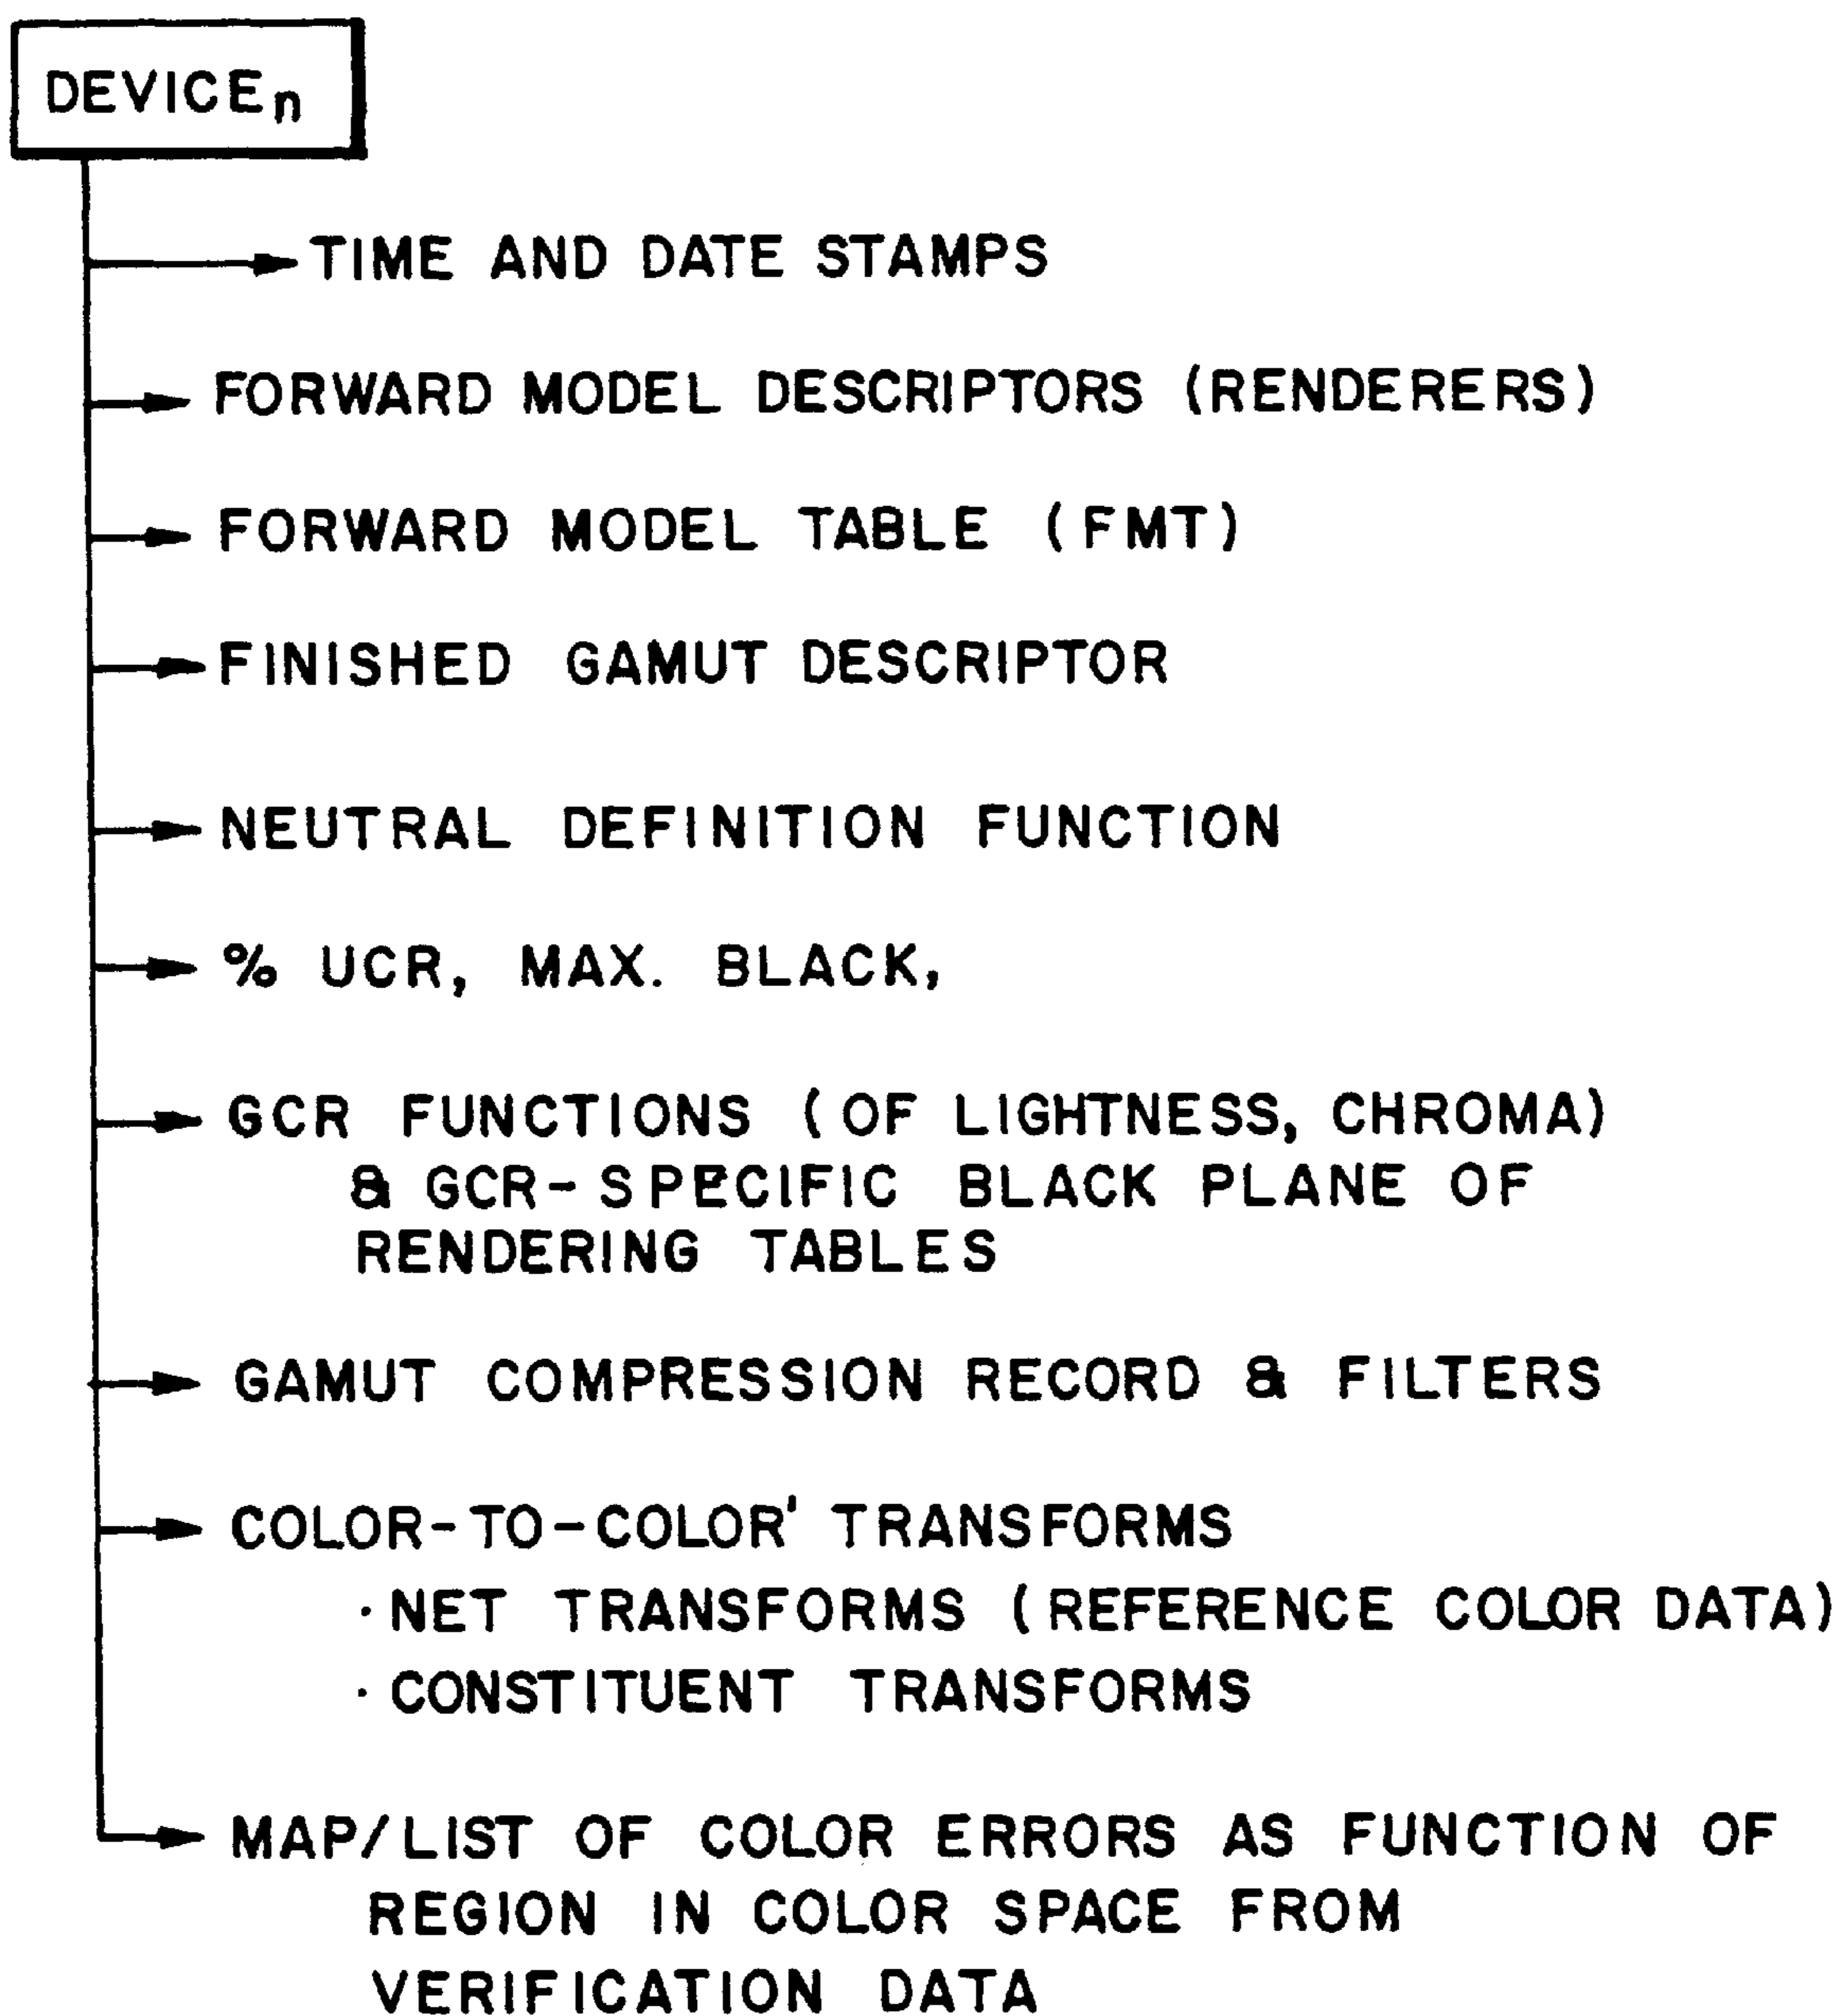 DEVICEn
TIME AND DATE STAMPS
FORWARD MODEL DESCRIPTORS (RENDERERS)
FORWARD MODEL TABLE (FMT)
FINISHED GAMUT DESCRIPTOR
NEUTRAL DEFINITION FUNCTION
% UCR, MAX. BLACK,
GCR FUNCTIONS (OF LIGHTNESS, CHROMA)
& GCR-SPECIFIC BLACK PLANE OF
RENDERING TABLES
GAMUT COMPRESSION RECORD & FILTERS
COLOR-TO-COLOR' TRANSFORMS
· NET TRANSFORMS (REFERENCE COLOR DATA)
· CONSTITUENT TRANSFORMS
MAP/LIST OF COLOR ERRORS AS FUNCTION OF
REGION IN COLOR SPACE FROM
VERIFICATION DATA